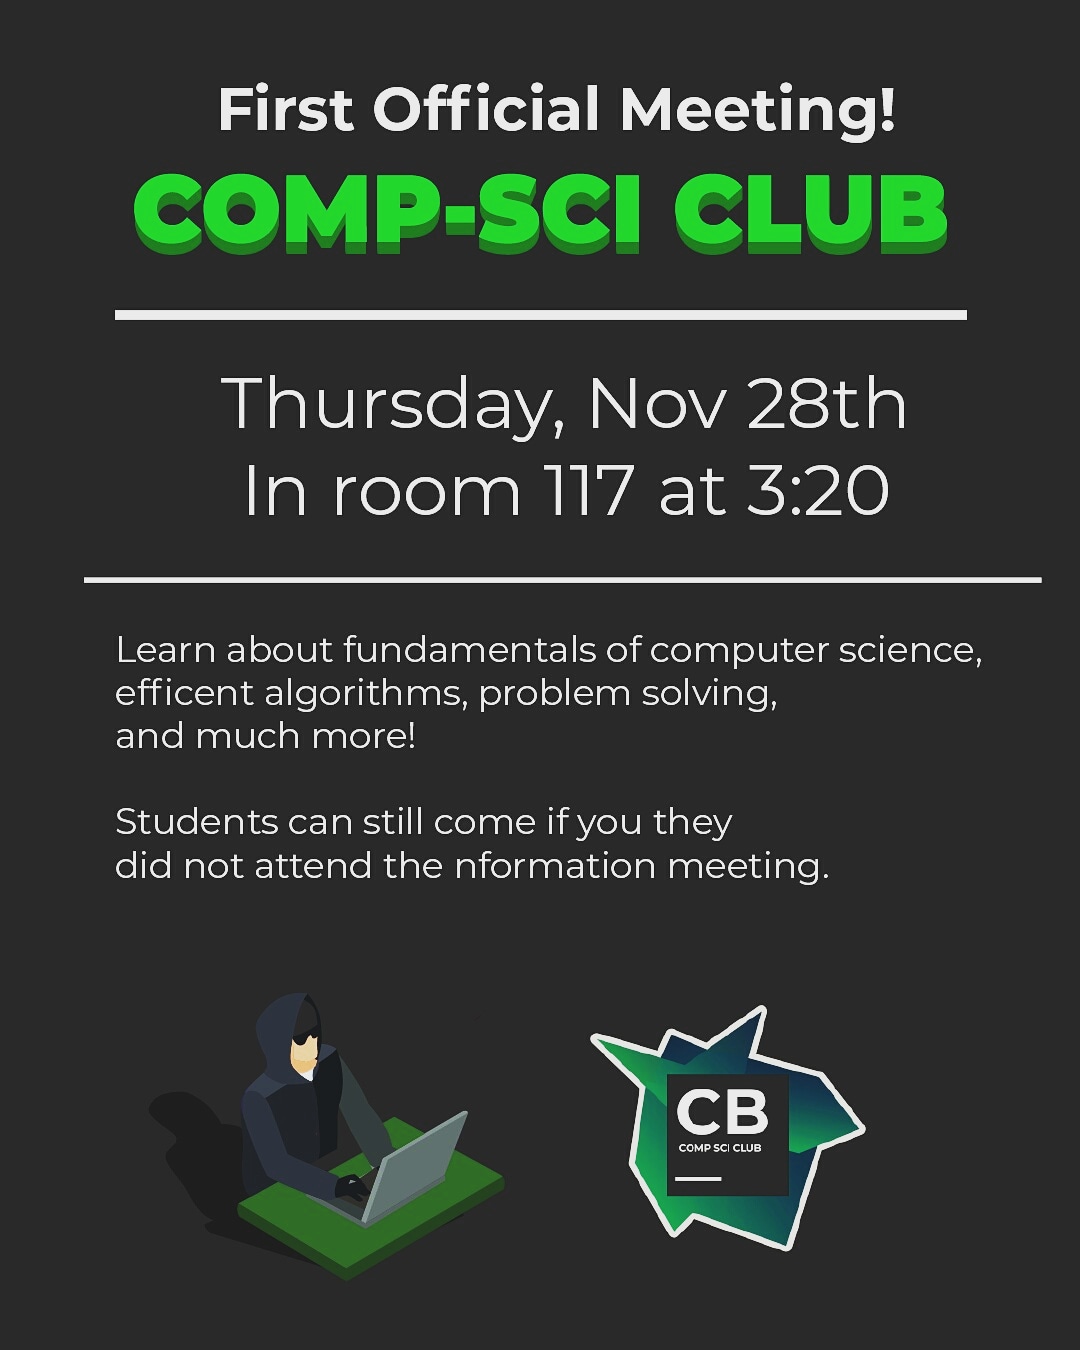 First Official Meeting!
COMP-SCI CLUB
Thursday, Nov 28th
In room 117 at 3:20
Learn about fundamentals of computer science,
efficent algorithms, problem solving,
and much more!
Students can still come if you they
did not attend the nformation meeting.
CB
COMP SCI CLUB